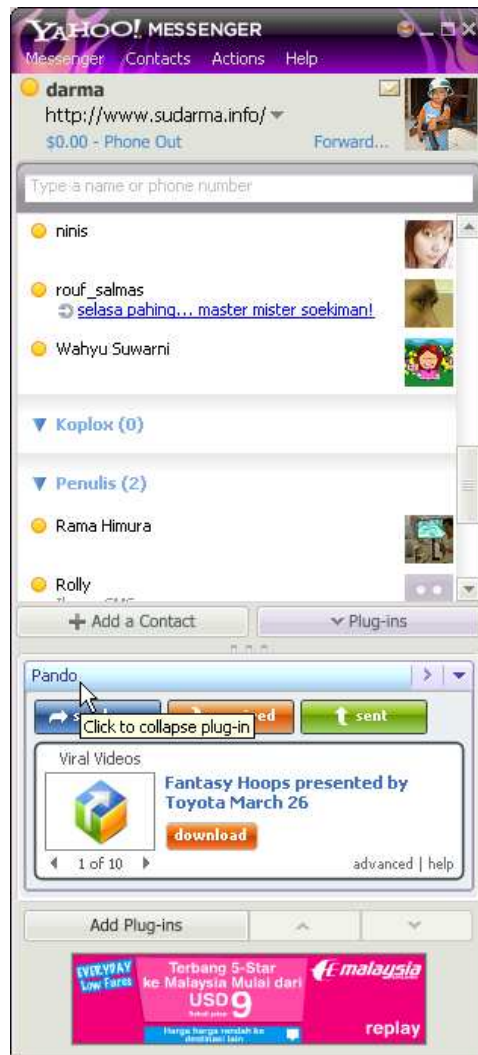 YAHOO! MESSENGER
Messenger Contacts Actions Help
darma
http://www.sudarma.info/
$0.00 - Phone Out Forward...
Type a name or phone number
ninis
rouf_salmas
selasa pahing... master mister soekiman!
Wahyu Suwarni
Koplox (0)
Penulis (2)
Rama Himura
Rolly
Add a Contact Plug-ins
Pando
sent
Click to collapse plug-in
Viral Videos
Fantasy Hoops presented by
Toyota March 26
download
1 of 10 advanced | help
Add Plug-ins
EVERYDAY
Low Fares
Terbang 5-Star
ke Malaysia Mulai dari
USD 9
malaysia
Harga harga rendah ke
destinasi lain
replay